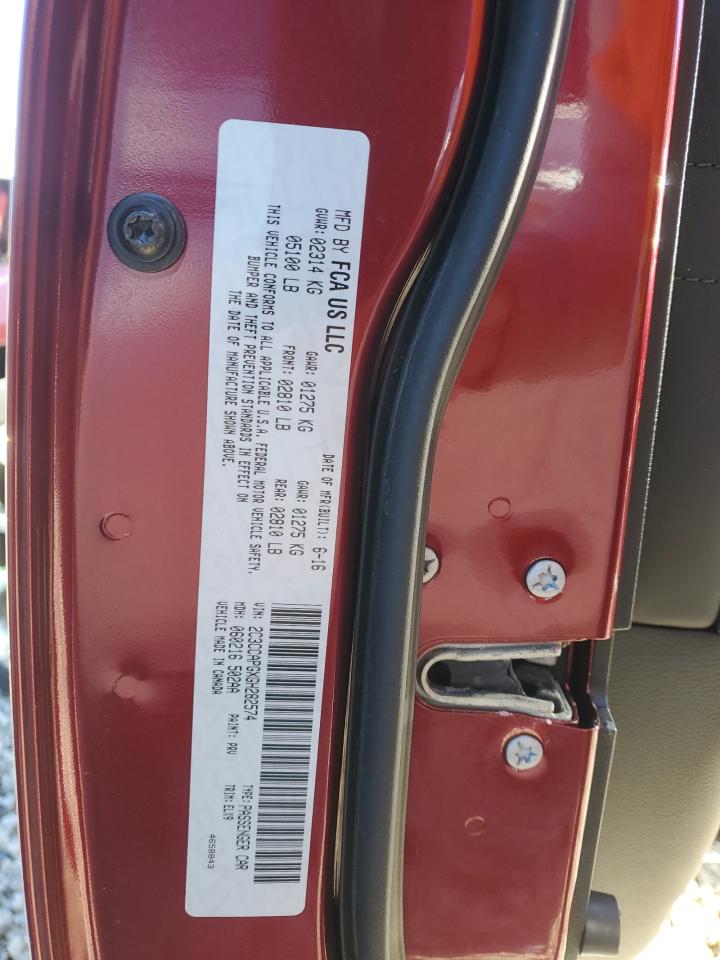 MFD BY FCA US LLC
DATE OF MFR(BUILT): 6-16
GVWR: 02314 KG
GAWR: 01275 KG
GAWR: 01275 KG
05100 LB
FRONT: 02810 LB
REAR: 02810 LB
THIS VEHICLE CONFORMS TO ALL APPLICABLE U.S.A. FEDERAL MOTOR VEHICLE SAFETY,
BUMPER AND THEFT PREVENTION STANDARDS IN EFFECT ON
THE DATE OF MANUFACTURE SHOWN ABOVE.
VIN: 2C3CCAPGXGH282574
TYPE: PASSENGER CAR
MDH: 060216 502AA
PAINT: PRV
TRIM: ELX9
VEHICLE MADE IN CANADA
4658843